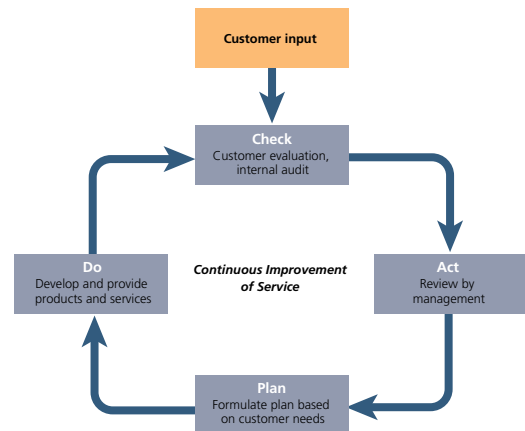 Customer input
Check
Customer evaluation,
internal audit
Do
Develop and provide
products and services
Continuous Improvement
of Service
Act
Review by
management
Plan
Formulate plan based
on customer needs